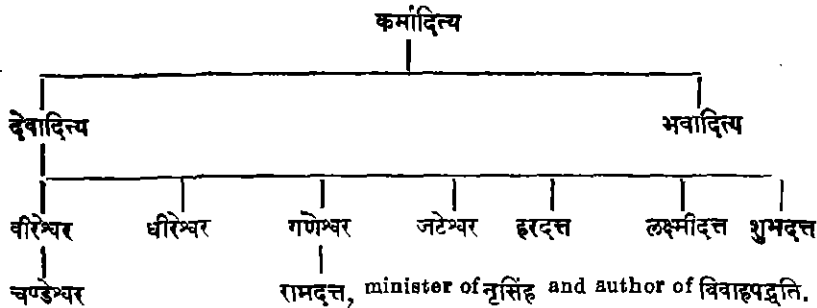 कर्मादित्य
देवादित्य भवादित्य
वीरेश्वर धीरेश्वर गणेश्वर जटेश्वर हरदत्त लक्ष्मीदत्त शुभदत्त
चण्डेश्वर रामदत्त, minister of नृसिंह and author of विवाहपद्धति.